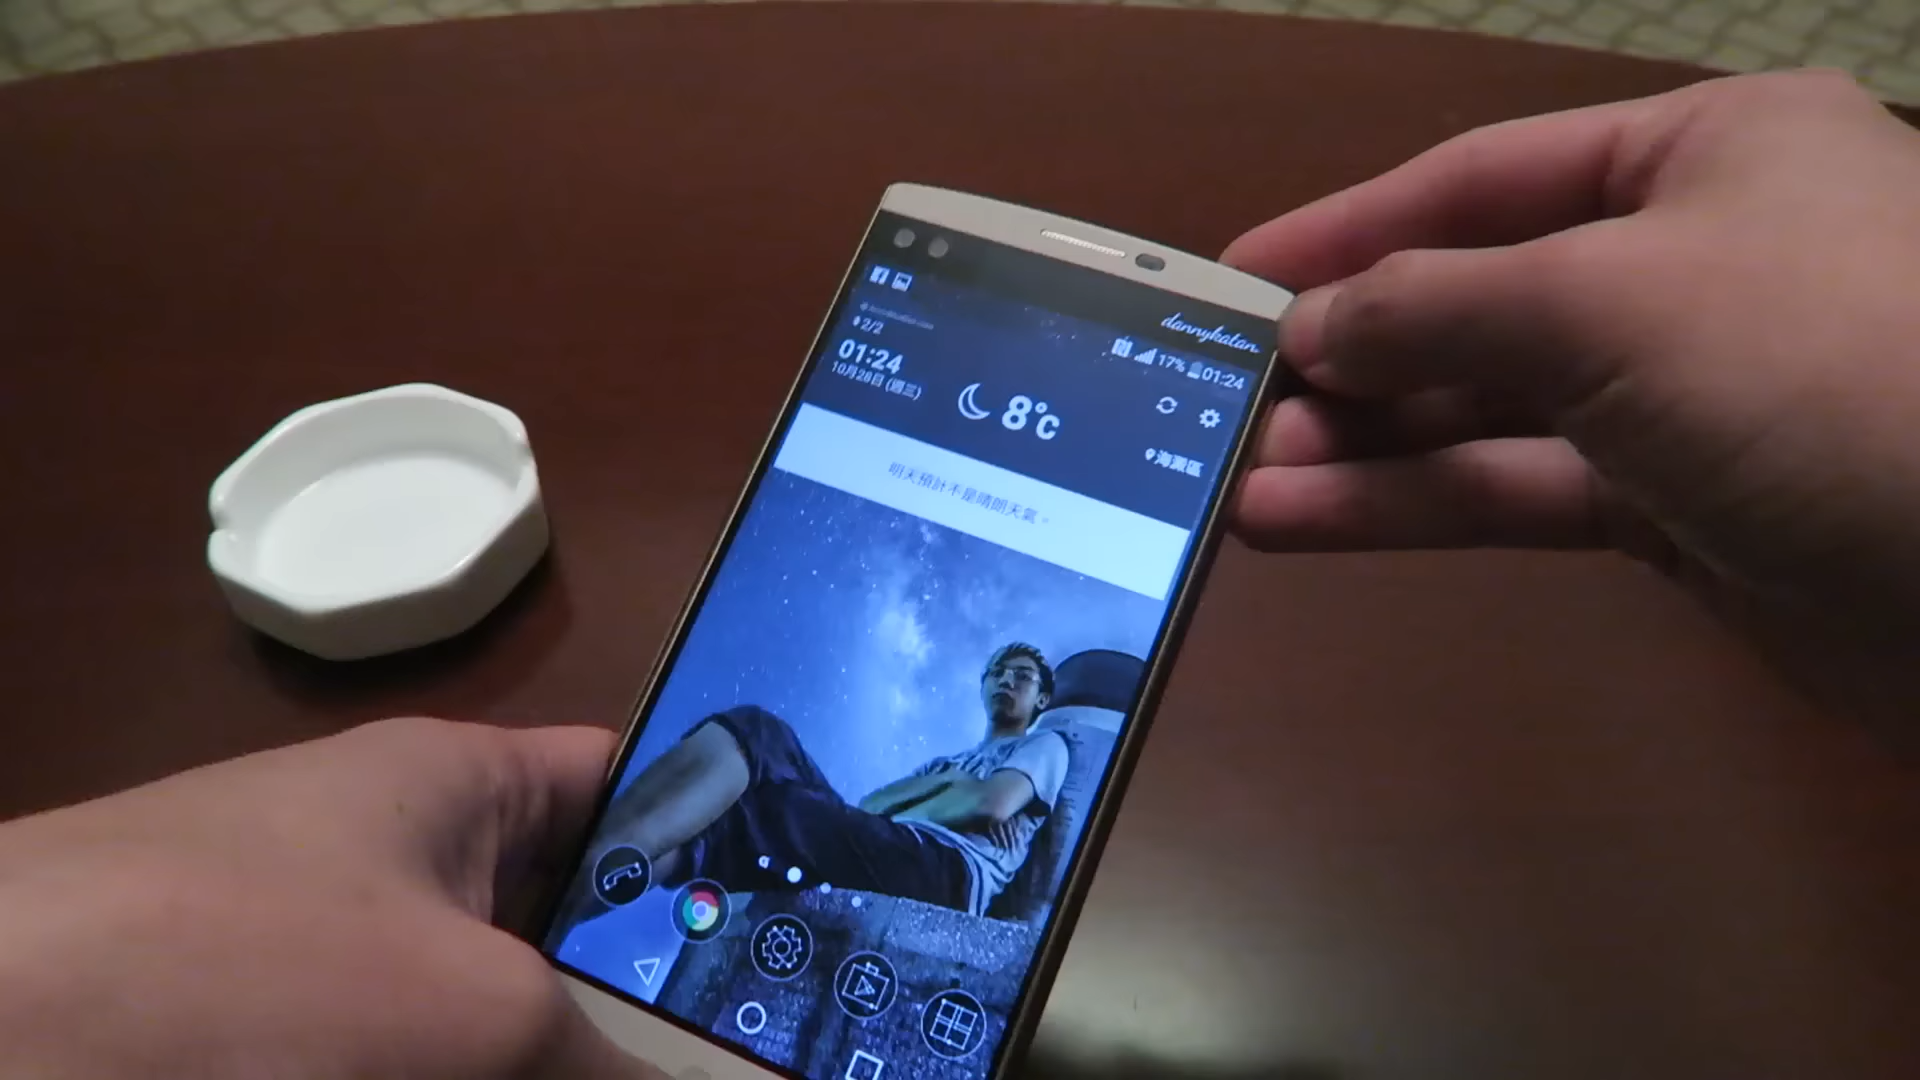 dannykatan
17% 01:24
2/2
01:24
10月28日 (週三)
8°c
海澱區
明天預計不是晴朗天氣。